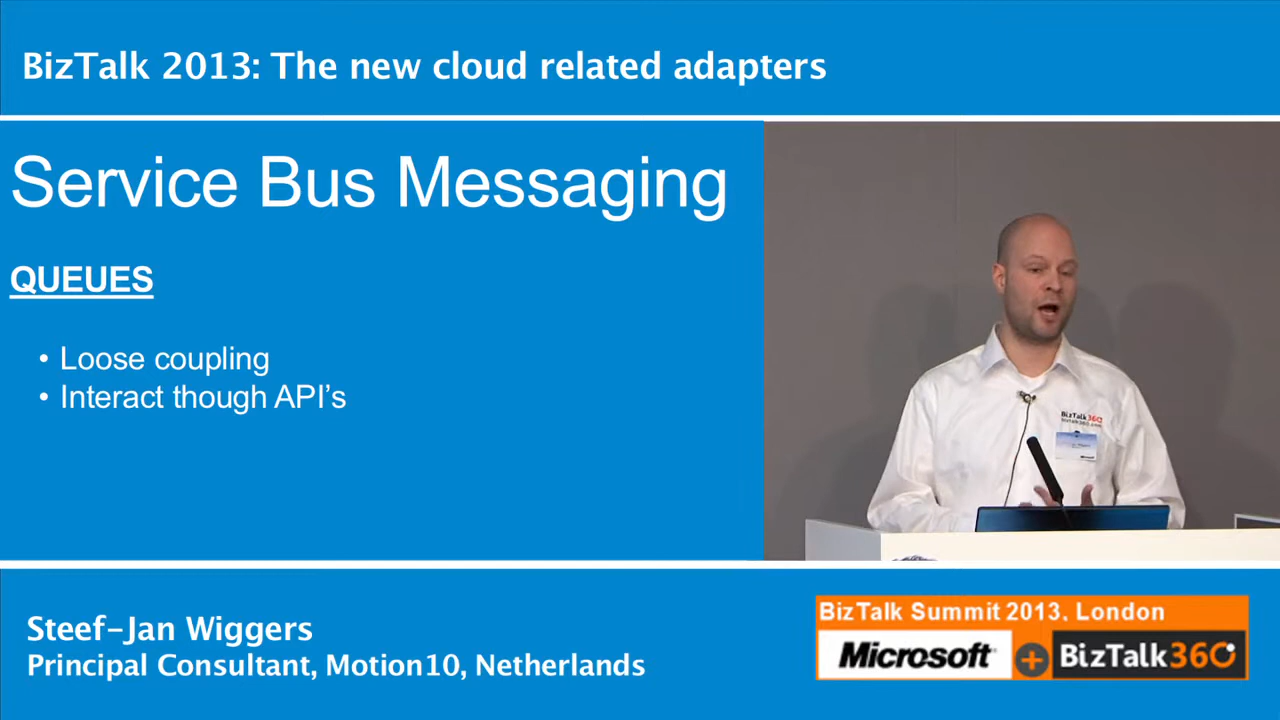 BizTalk 2013: The new cloud related adapters
Service Bus Messaging
QUEUES
• Loose coupling
• Interact though API's
BizTalk360
Steef-Jan Wiggers
Principal Consultant, Motion10, Netherlands
BizTalk Summit 2013, London
Microsoft + BizTalk360